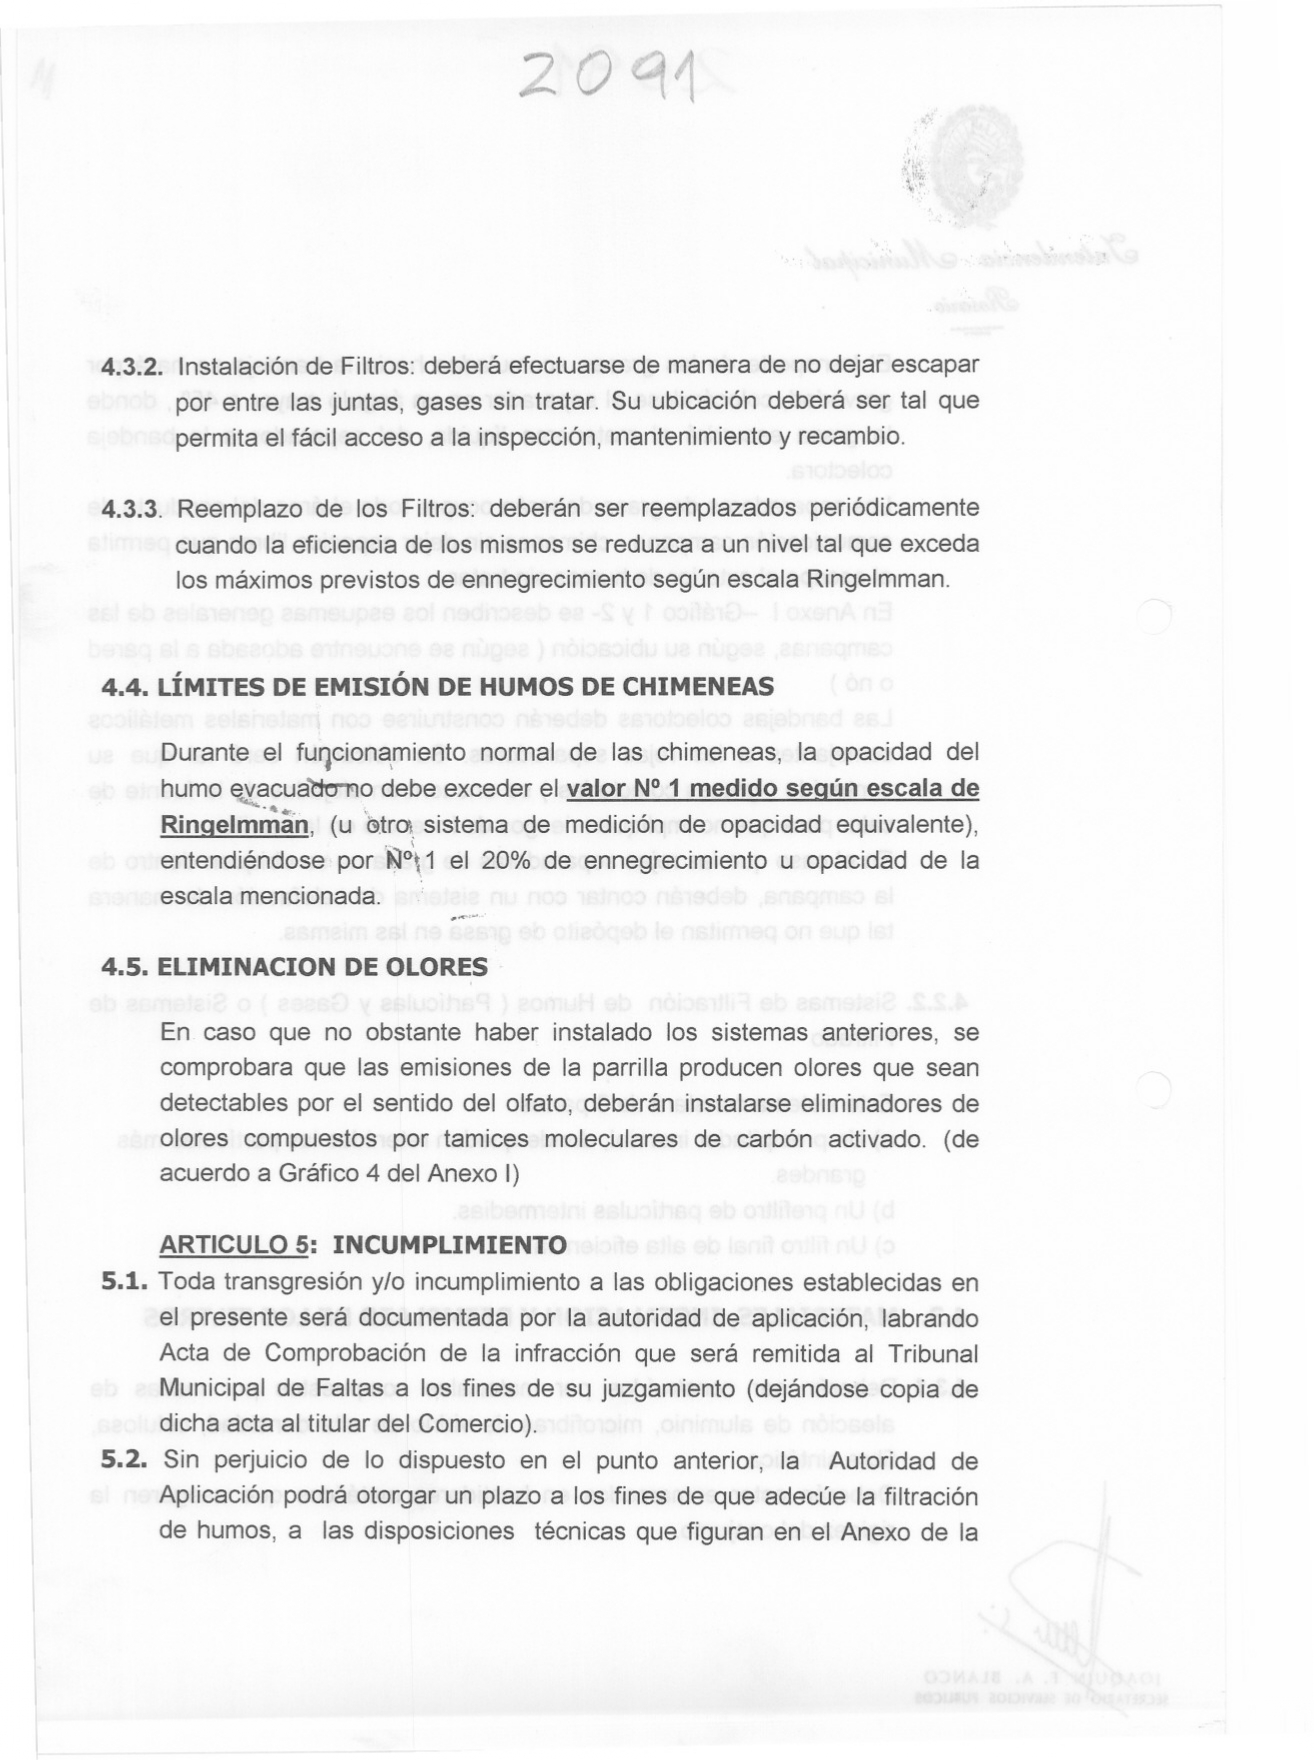 2091
4.3.2. Instalación de Filtros: deberá efectuarse de manera de no dejar escapar
por entre las juntas, gases sin tratar. Su ubicación deberá ser tal que
permita el fácil acceso a la inspección, mantenimiento y recambio.
4.3.3. Reemplazo de los Filtros: deberán ser reemplazados periódicamente
cuando la eficiencia de los mismos se reduzca a un nivel tal que exceda
los máximos previstos de ennegrecimiento según escala Ringelmman.
4.4. LÍMITES DE EMISIÓN DE HUMOS DE CHIMENEAS
Durante el funcionamiento normal de las chimeneas, la opacidad del
humo evacuado no debe exceder el valor Nº 1 medido según escala de
Ringelmman, (u otro sistema de medición de opacidad equivalente),
entendiéndose por Nº 1 el 20% de ennegrecimiento u opacidad de la
escala mencionada.
4.5. ELIMINACION DE OLORES
En caso que no obstante haber instalado los sistemas anteriores, se
comprobara que las emisiones de la parrilla producen olores que sean
detectables por el sentido del olfato, deberán instalarse eliminadores de
olores compuestos por tamices moleculares de carbón activado. (de
acuerdo a Gráfico 4 del Anexo I)
ARTICULO 5: INCUMPLIMIENTO
5.1. Toda transgresión y/o incumplimiento a las obligaciones establecidas en
el presente será documentada por la autoridad de aplicación, labrando
Acta de Comprobación de la infracción que será remitida al Tribunal
Municipal de Faltas a los fines de su juzgamiento (dejándose copia de
dicha acta al titular del Comercio).
5.2. Sin perjuicio de lo dispuesto en el punto anterior, la Autoridad de
Aplicación podrá otorgar un plazo a los fines de que adecúe la filtración
de humos, a las disposiciones técnicas que figuran en el Anexo de la